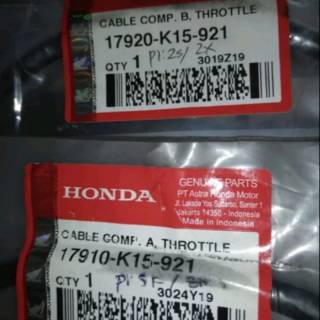 CABLE COMP. B, THROTTLE
17920-K15-921
QTY 1
3019Z19
HONDA
GENUINE PARTS
PT Astra Honda Motor
Jakarta 14350 - Indonesia
Made in Indonesia
CABLE COMP. A, THROTTLE
17910-K15-921
QTY 1
3024Y19